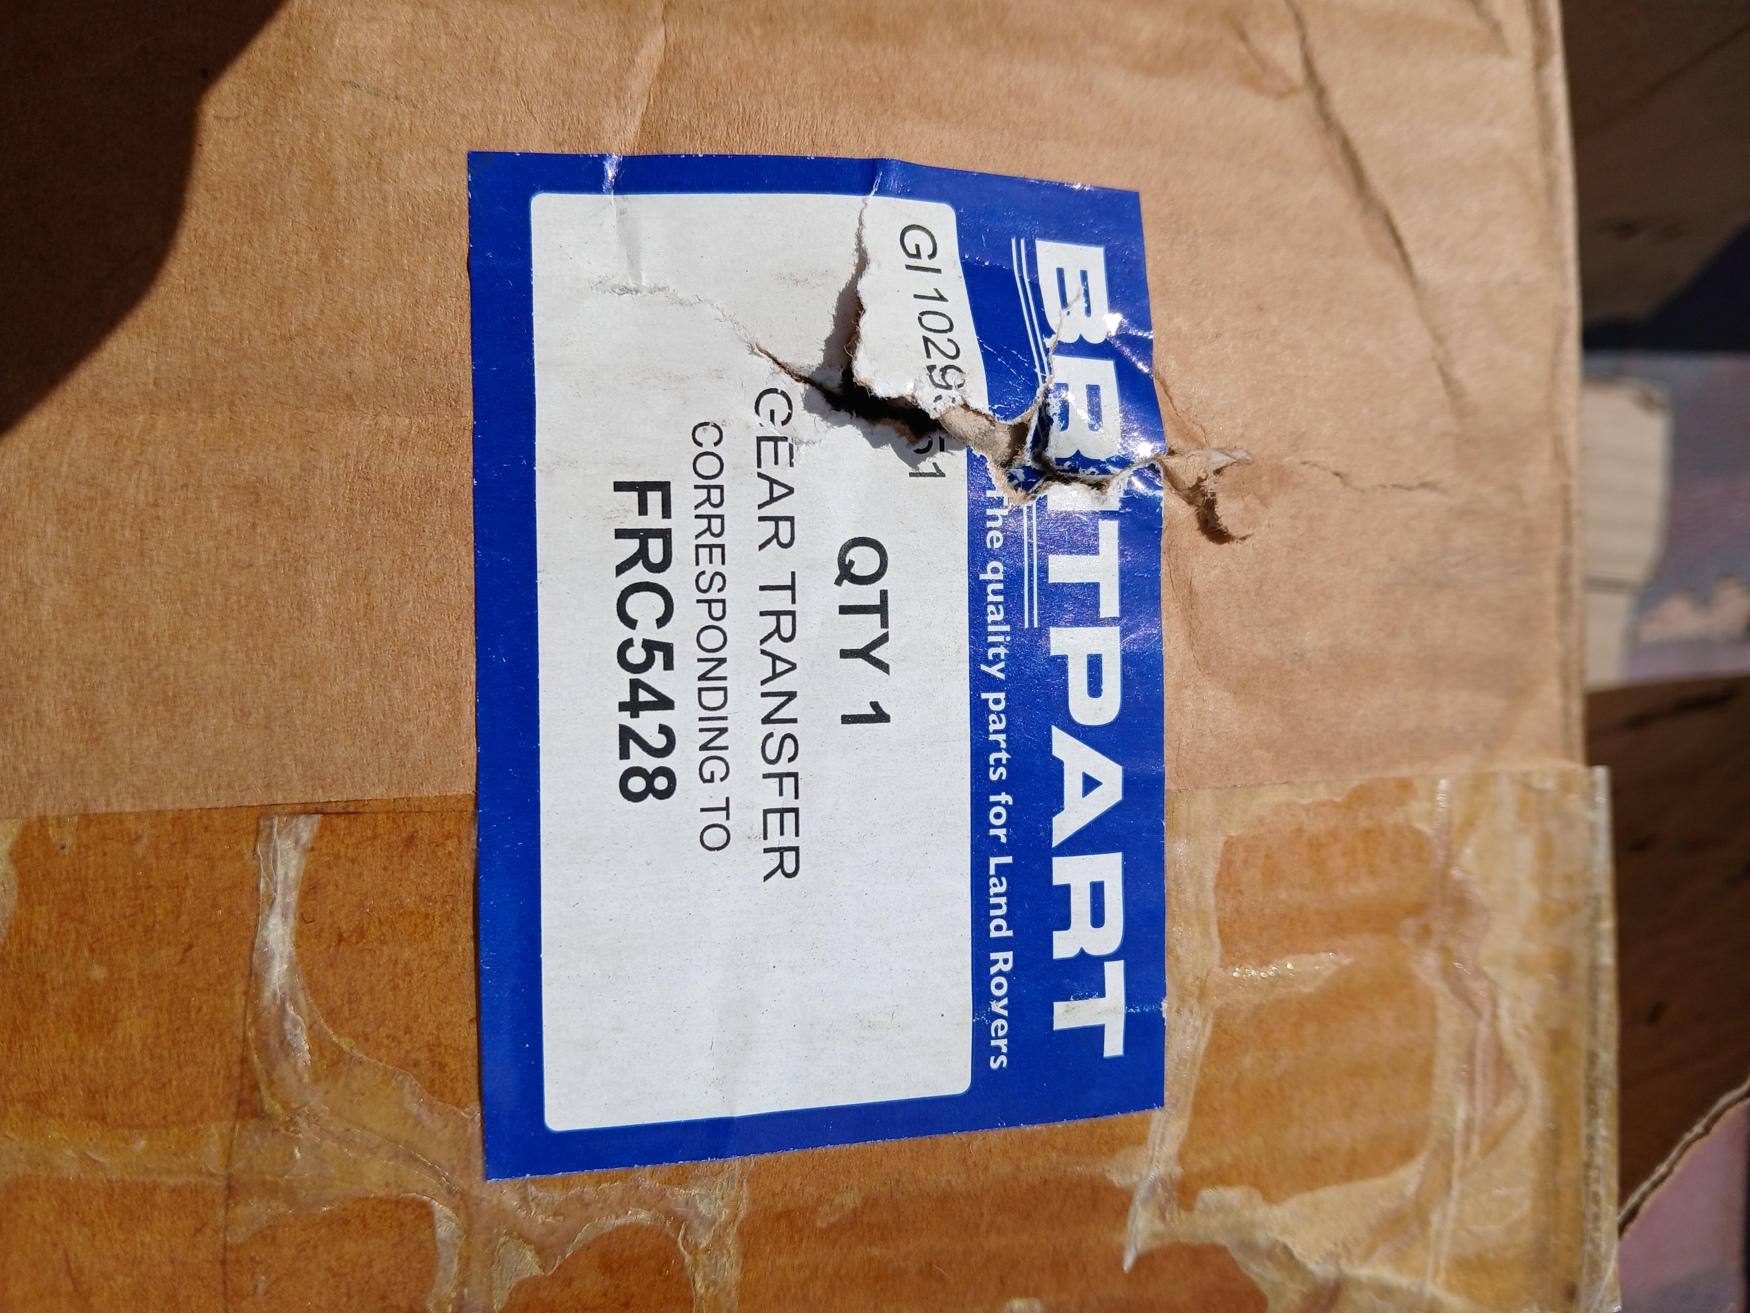 BRITPART
The quality parts for Land Rovers
QTY 1
GEAR TRANSFER
CORRESPONDING TO
FRC5428